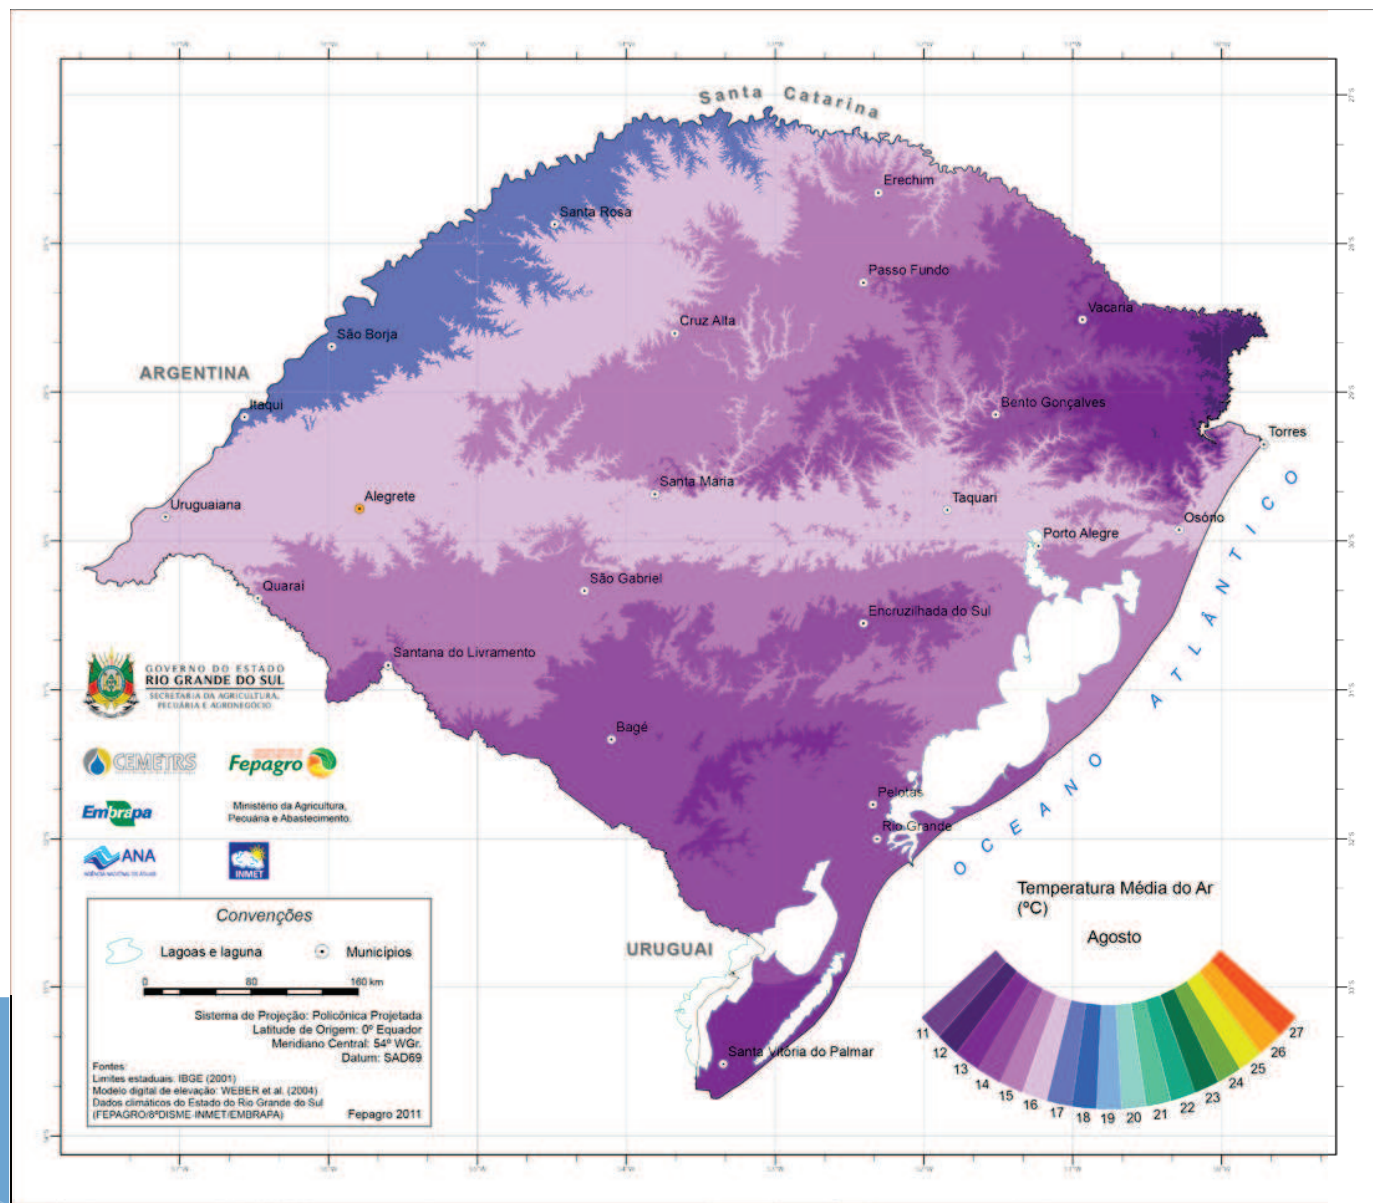 Santa Catarina
Erechim
Santa Rosa
Passo Fundo
Vacaria
Cruz Alta
São Borja
ARGENTINA
Itaqui
Bento Gonçalves
Torres
Santa Maria
Alegrete
Uruguaiana
Taquari
Osório
Porto Alegre
São Gabriel
Quaraí
Encruzilhada do Sul
Santana do Livramento
OCEANO ATLÂNTICO
GOVERNO DO ESTADO
RIO GRANDE DO SUL
SECRETARIA DA AGRICULTURA,
PECUÁRIA E AGRONEGÓCIO
Bagé
CEMETRS
Fepagro
Pelotas
Embrapa
Ministério da Agricultura,
Pecuária e Abastecimento.
Rio Grande
ANA
AGÊNCIA NACIONAL DE ÁGUAS
INMET
Temperatura Média do Ar
(ºC)
Agosto
URUGUAI
Convenções
Lagoas e laguna
Municípios
0 80 160 km
Sistema de Projeção: Policônica Projetada
Latitude de Origem: 0º Equador
Meridiano Central: 54º WGr.
Datum: SAD69
Fontes:
Limites estaduais: IBGE (2001)
Modelo digital de elevação: WEBER et al. (2004)
Dados climáticos do Estado do Rio Grande do Sul
(FEPAGRO/8ºDISME-INMET/EMBRAPA)
Fepagro 2011
Santa Vitória do Palmar
11
12
13
14
15
16
17
18
19
20
21
22
23
24
25
26
27